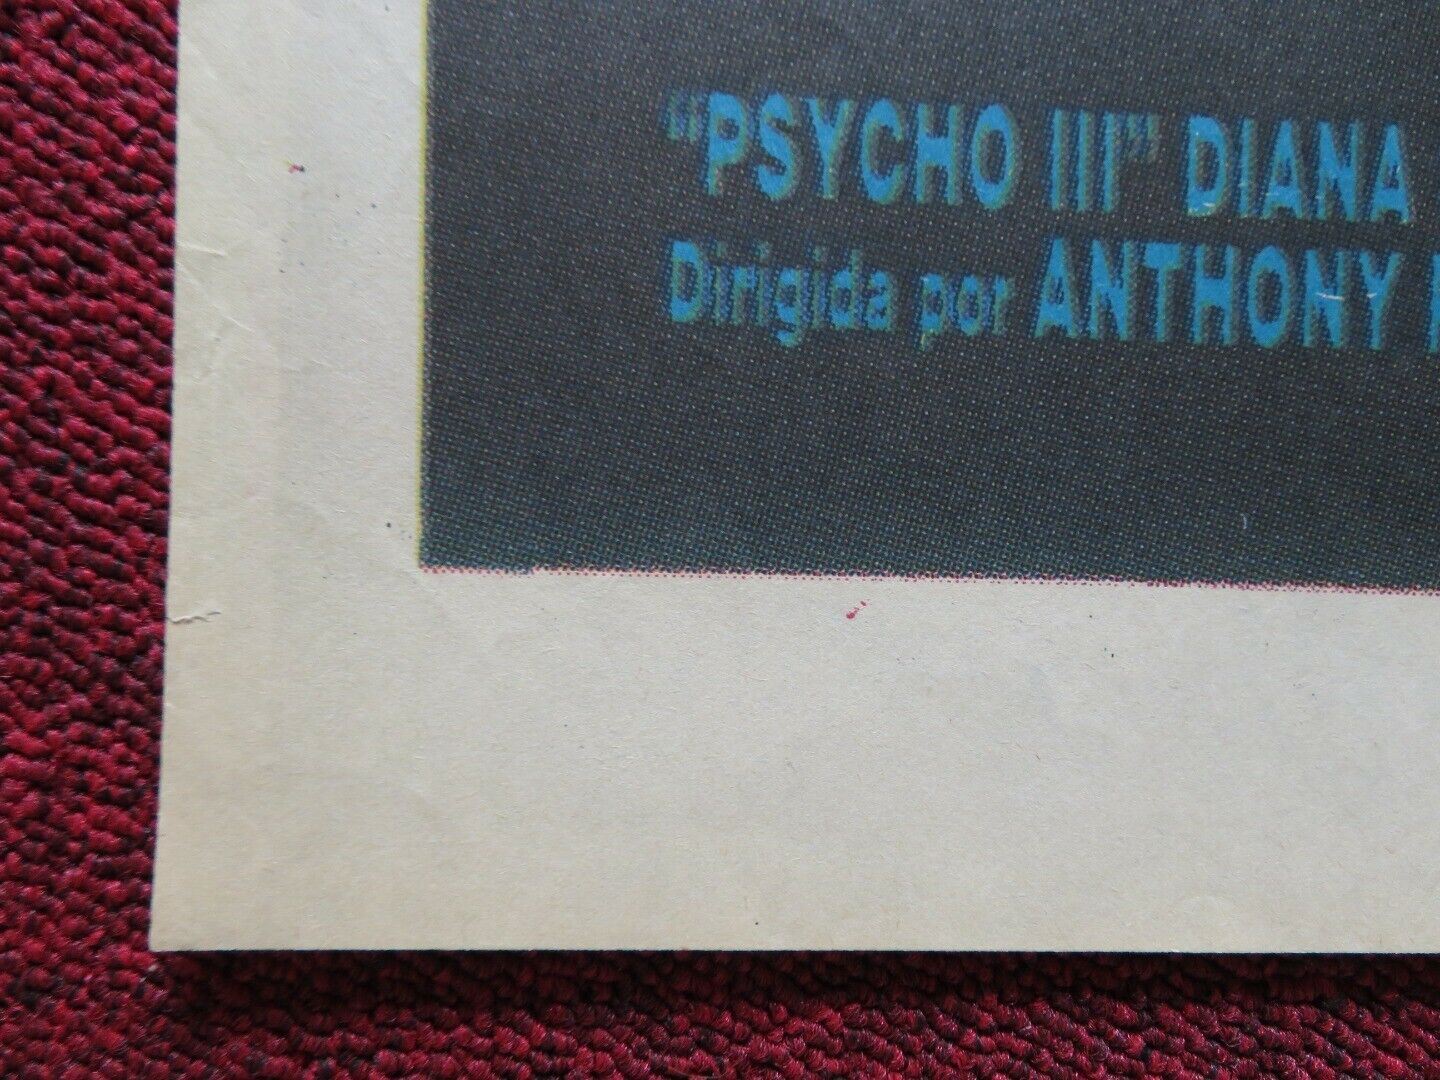 "PSYCHO III" DIANA
Dirigida por ANTHONY